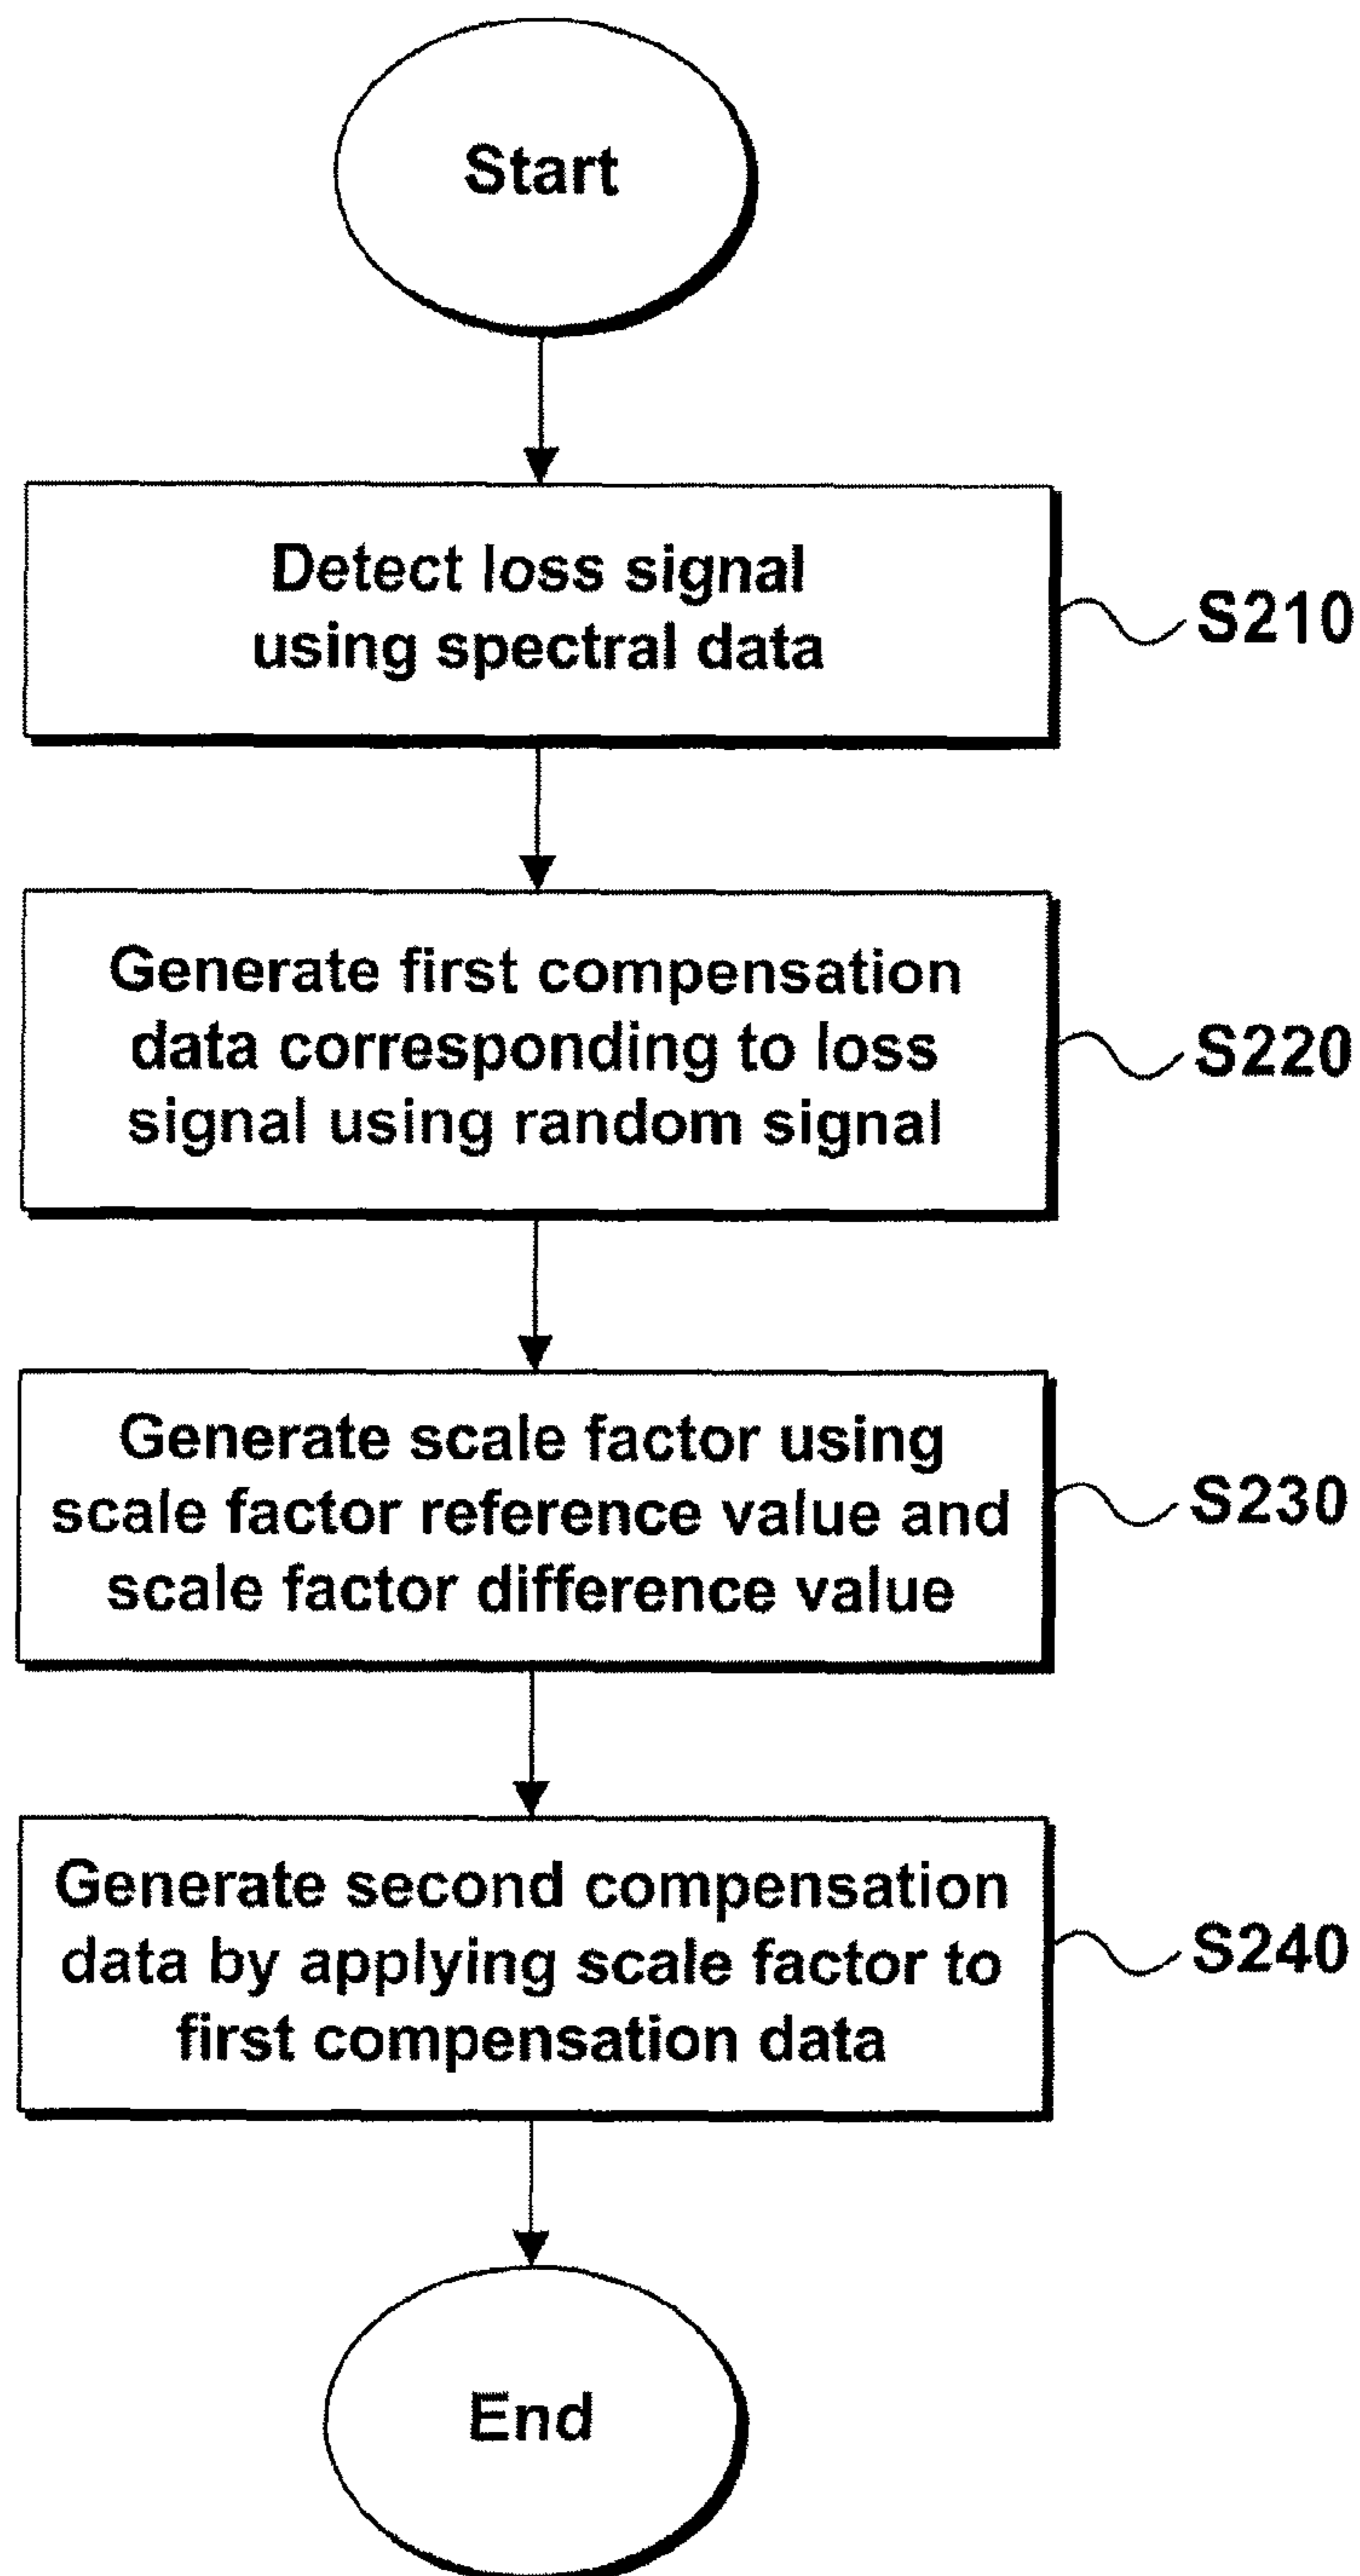 Start
Detect loss signal
using spectral data
S210
Generate first compensation
data corresponding to loss
signal using random signal
S220
Generate scale factor using
scale factor reference value and
scale factor difference value
S230
Generate second compensation
data by applying scale factor to
first compensation data
S240
End